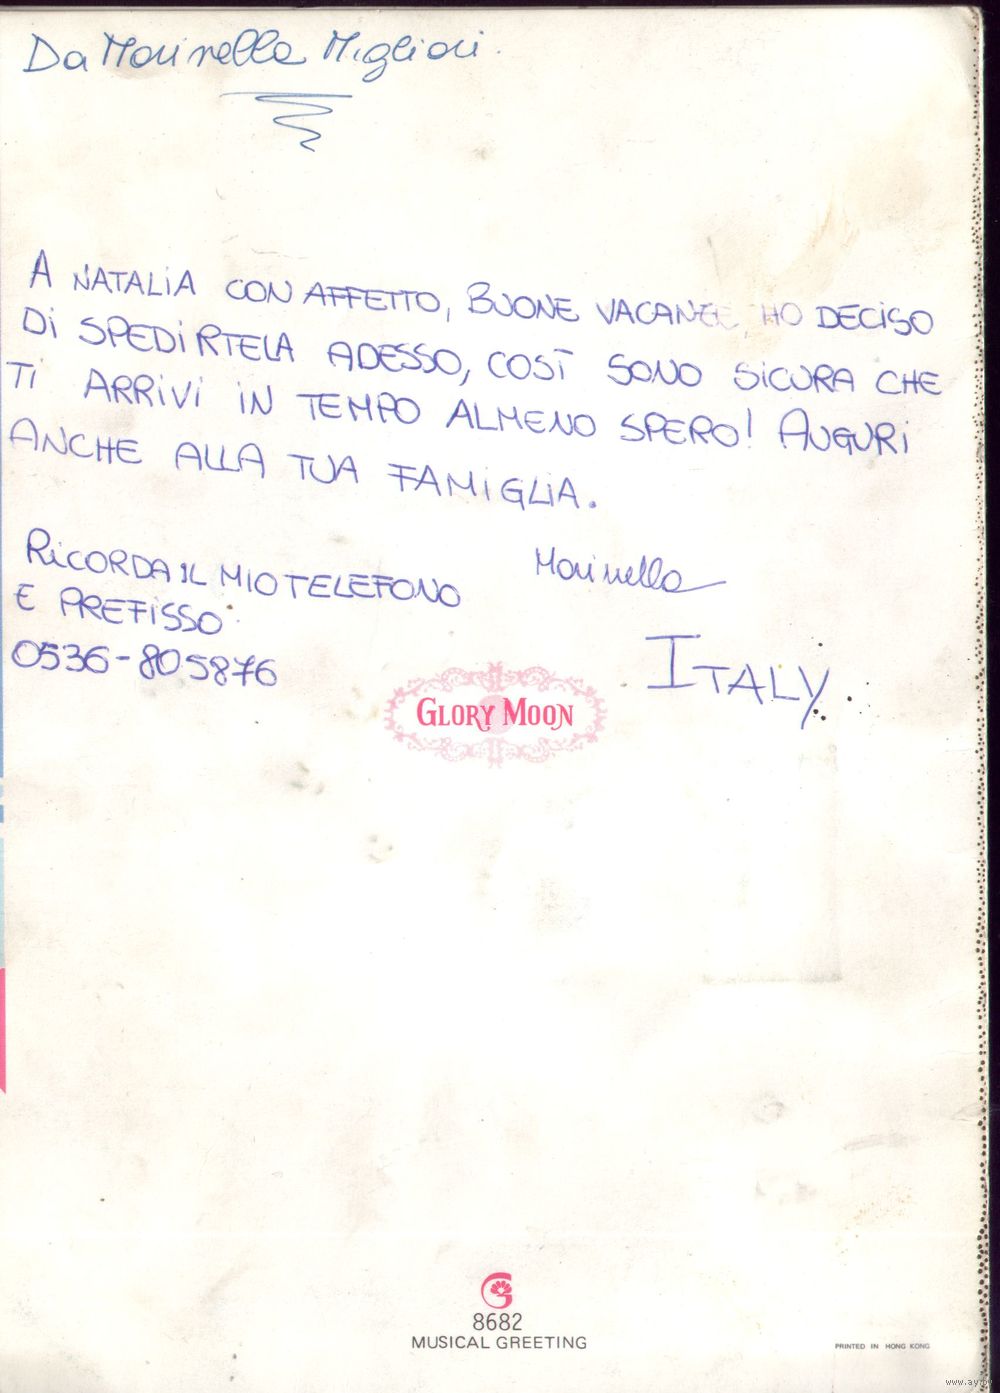 Da Marinella Migliori.
A NATALIA CON AFFETTO, BUONE VACANZE, HO DECISO
DI SPEDIRTELA ADESSO, COSÌ SONO SICURA CHE
TI ARRIVI IN TEMPO ALMENO SPERO! AUGURI
ANCHE ALLA TUA FAMIGLIA.
Marinella
RICORDA IL MIO TELEFONO
E PREFISSO
0536-805876
ITALY
GLORY MOON
8682
MUSICAL GREETING
PRINTED IN HONG KONG